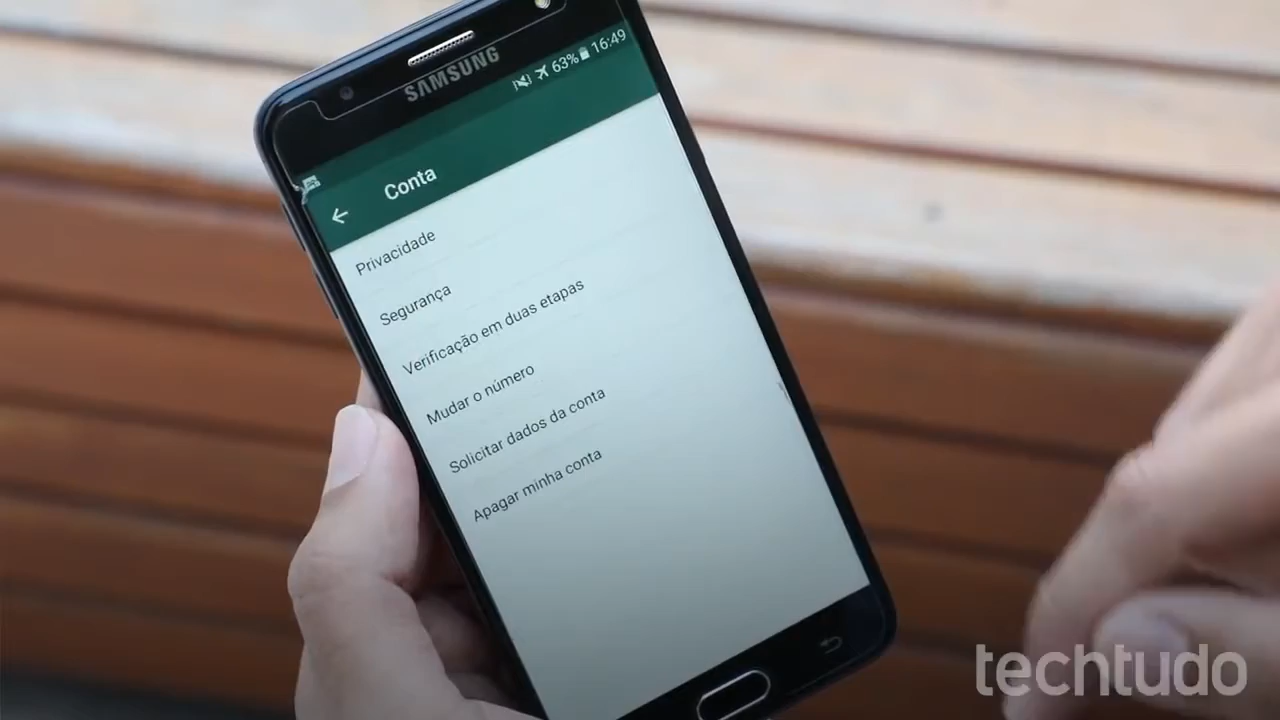 SAMSUNG
63% 16:49
Conta
Privacidade
Segurança
Verificação em duas etapas
Mudar o número
Solicitar dados da conta
Apagar minha conta
techtudo